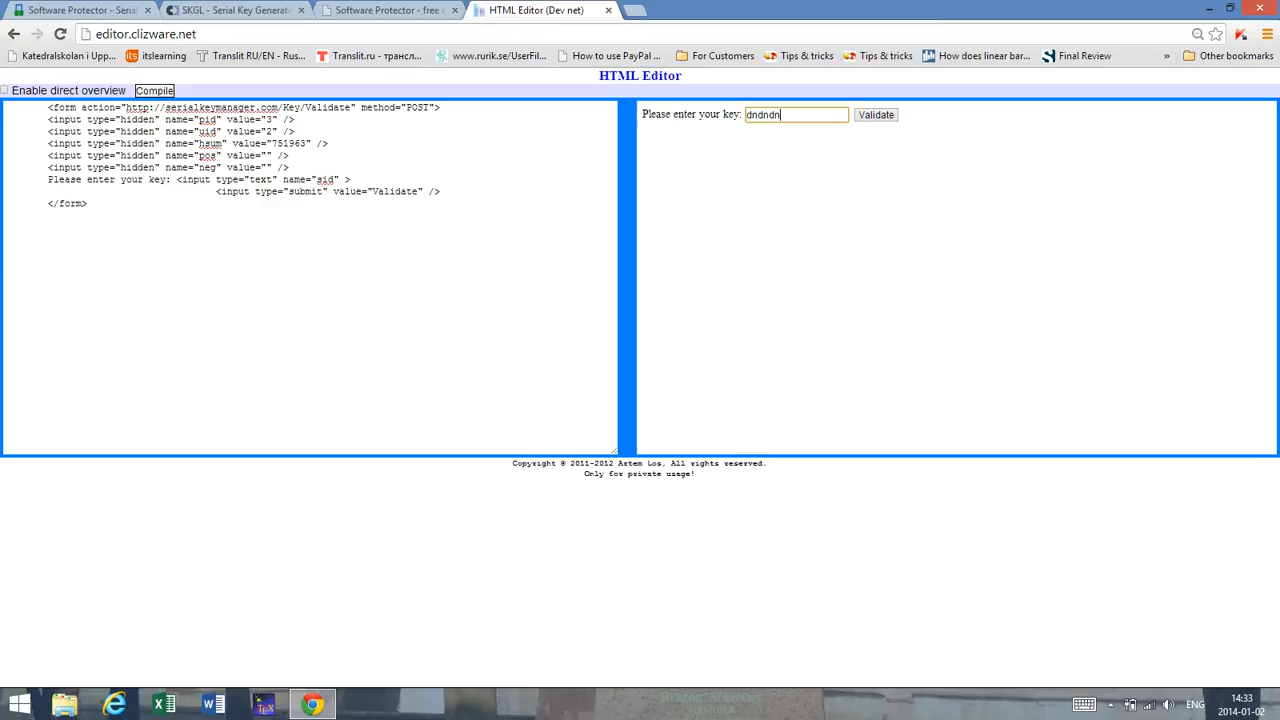 Software Protector - Seria
SKGL - Serial Key Generat
Software Protector - free
HTML Editor (Dev net)
editor.clizware.net
Katedralskolan i Upp...
its itslearning
Translit RU/EN - Rus...
Translit.ru - трансл...
www.rurik.se/UserFil...
How to use PayPal ...
For Customers
Tips & tricks
Tips & tricks
How does linear bar...
Final Review
»
Other bookmarks
HTML Editor
Enable direct overview
Compile
<form action="http://serialkeymanager.com/Key/Validate" method="POST">
<input type="hidden" name="pid" value="3" />
<input type="hidden" name="uid" value="2" />
<input type="hidden" name="hsum" value="751963" />
<input type="hidden" name="pos" value="" />
<input type="hidden" name="neg" value="" />
Please enter your key: <input type="text" name="sid" >
<input type="submit" value="Validate" />
</form>
Please enter your key: dndndn Validate
Copyright © 2011-2012 Artem Los, All rights reserved.
Only for private usage!
ENG
14:33
2014-01-02